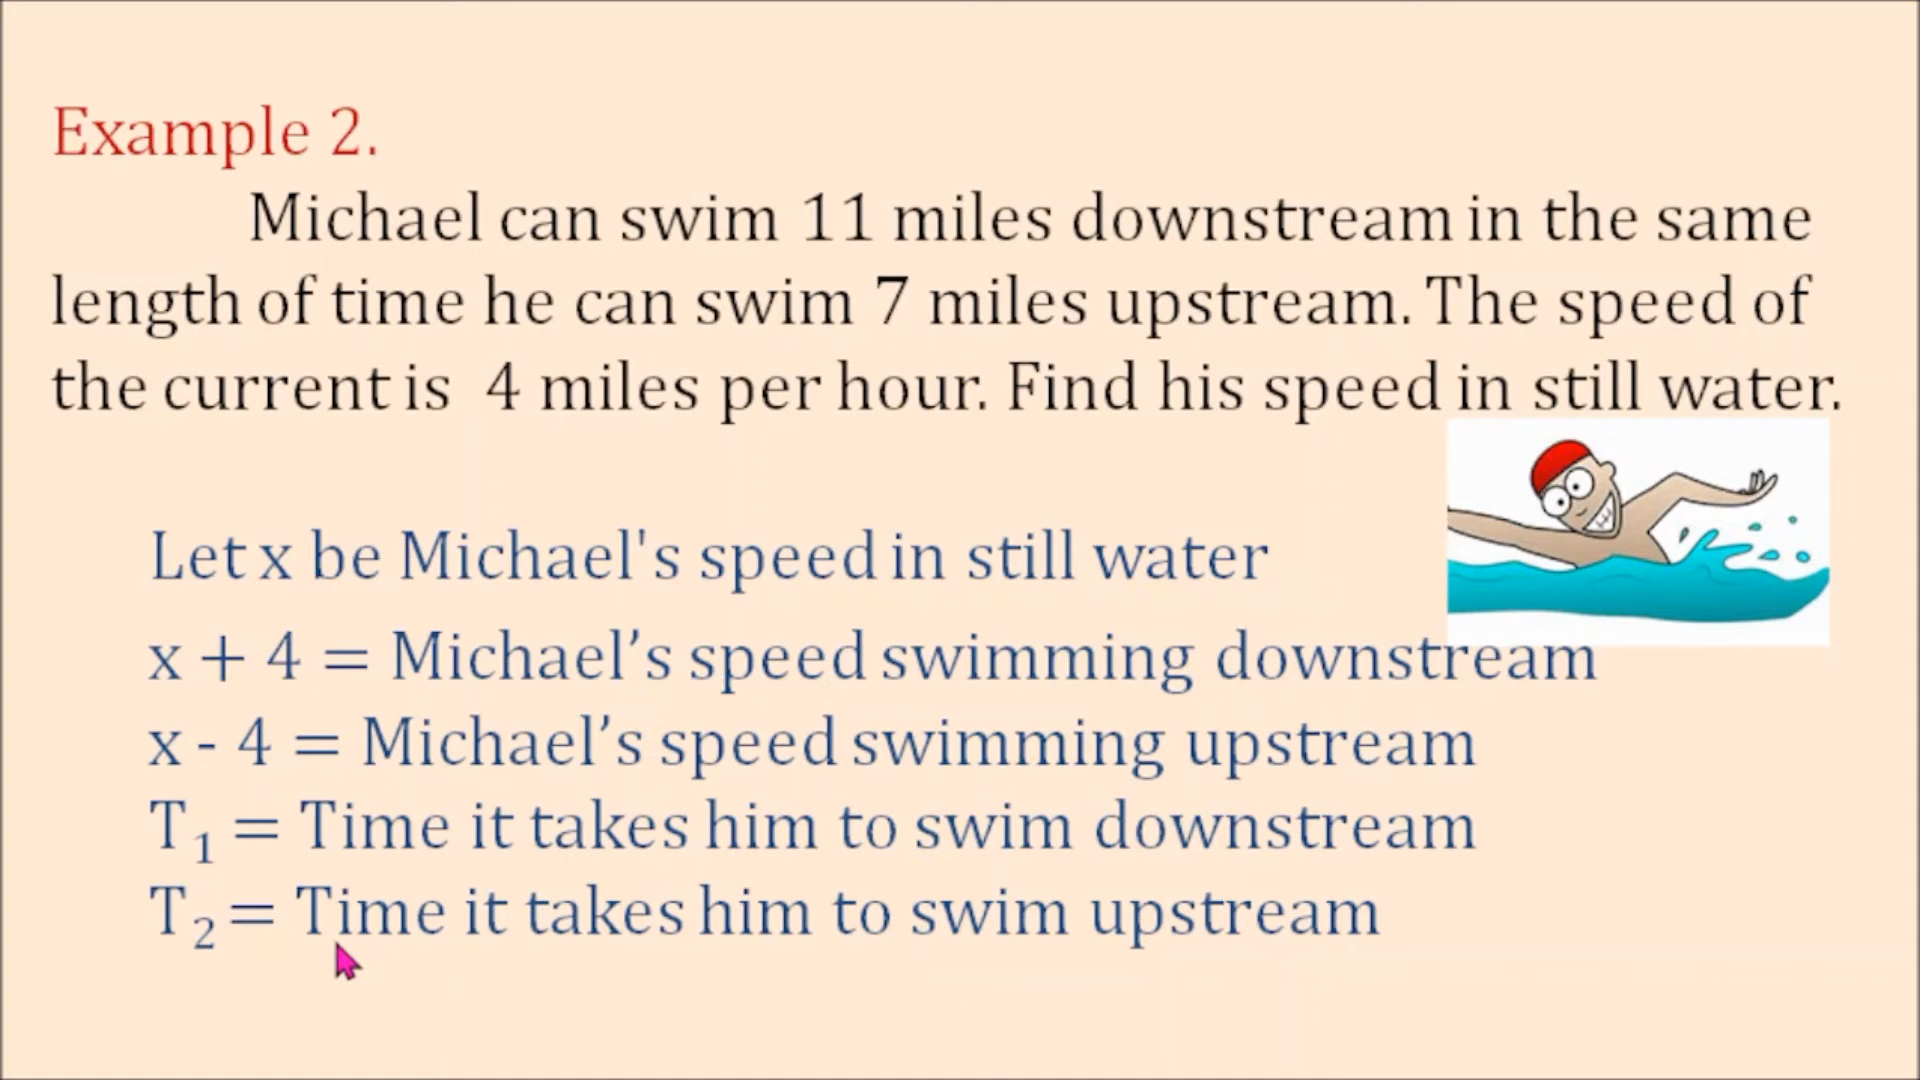 Example 2.
Michael can swim 11 miles downstream in the same
length of time he can swim 7 miles upstream. The speed of
the current is 4 miles per hour. Find his speed in still water.
Let x be Michael's speed in still water
x + 4 = Michael’s speed swimming downstream
x - 4 = Michael’s speed swimming upstream
T₁ = Time it takes him to swim downstream
T₂ = Time it takes him to swim upstream